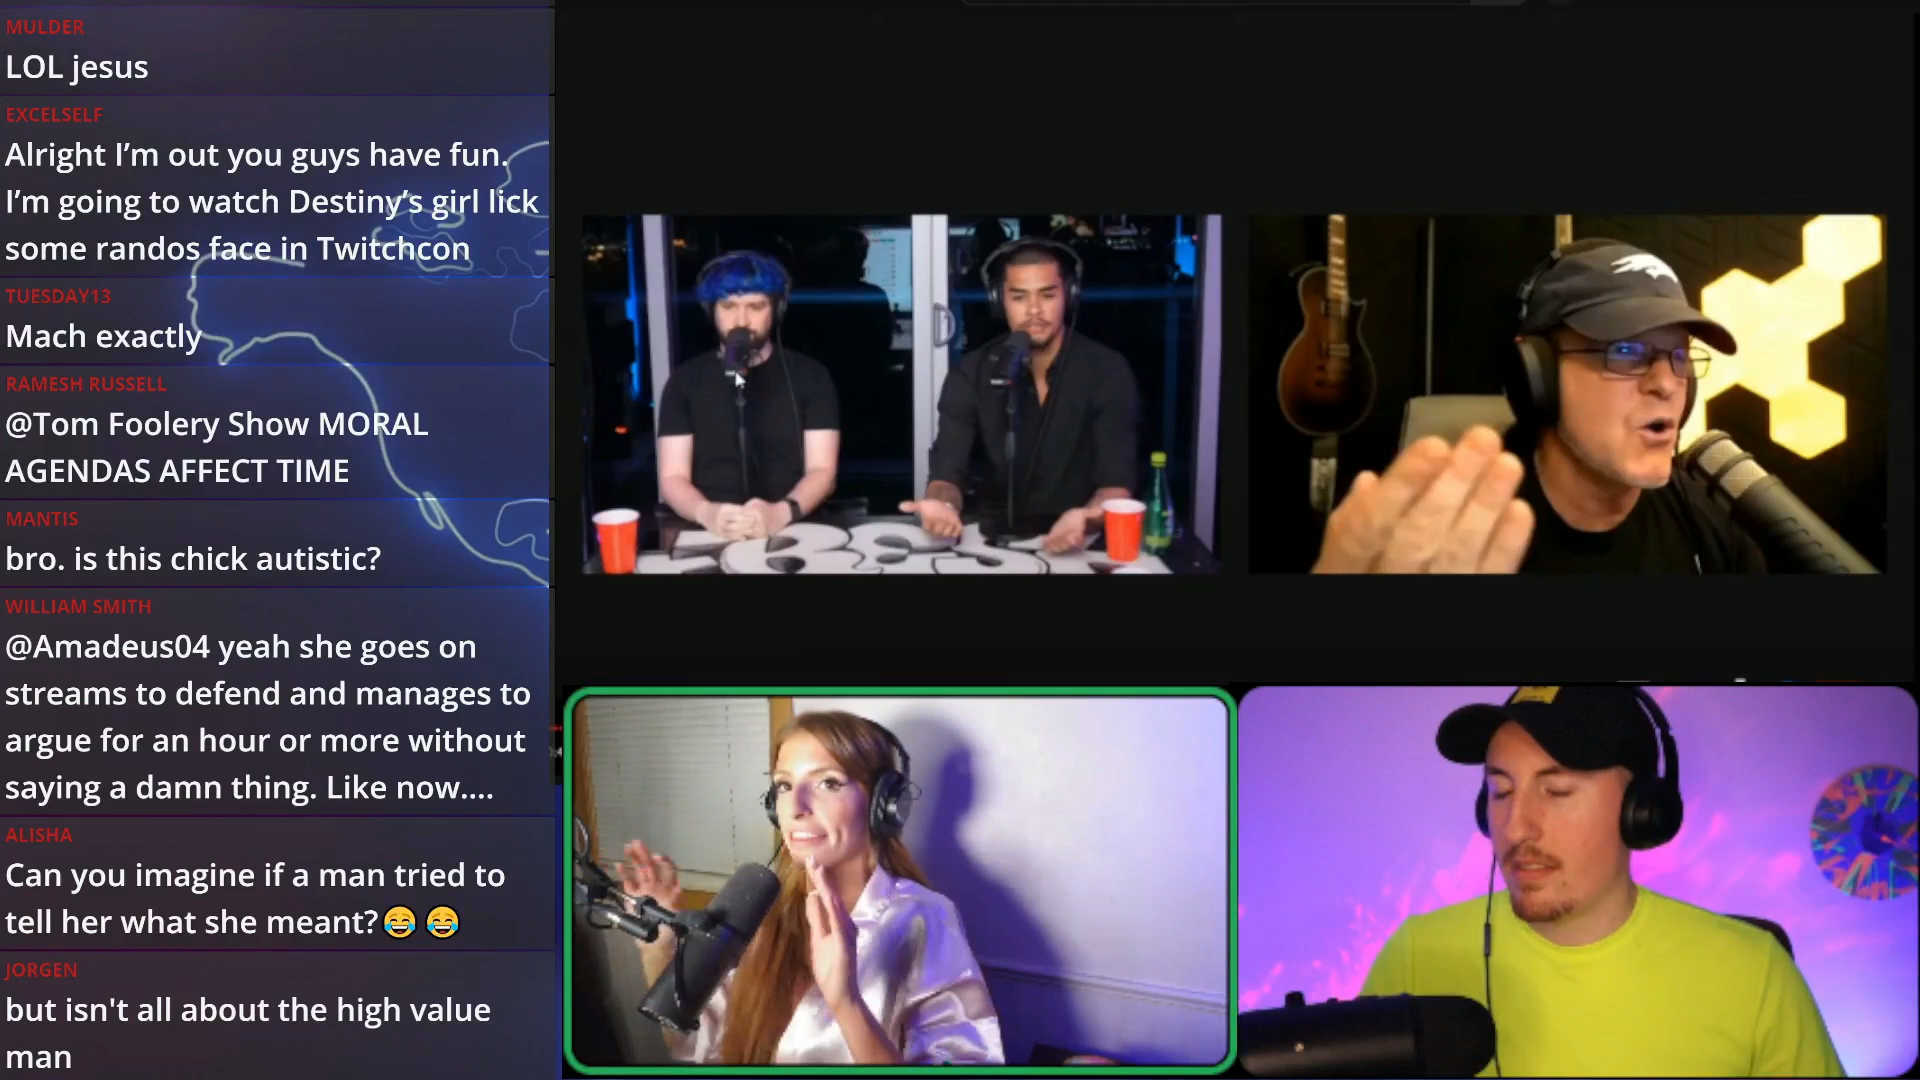 MULDER
LOL jesus
EXCELSELF
Alright I’m out you guys have fun.
I’m going to watch Destiny’s girl lick
some randos face in Twitchcon
TUESDAY13
Mach exactly
RAMESH RUSSELL
@Tom Foolery Show MORAL
AGENDAS AFFECT TIME
MANTIS
bro. is this chick autistic?
WILLIAM SMITH
@Amadeus04 yeah she goes on
streams to defend and manages to
argue for an hour or more without
saying a damn thing. Like now....
ALISHA
Can you imagine if a man tried to
tell her what she meant?😂 😂
JORGEN
but isn't all about the high value
man